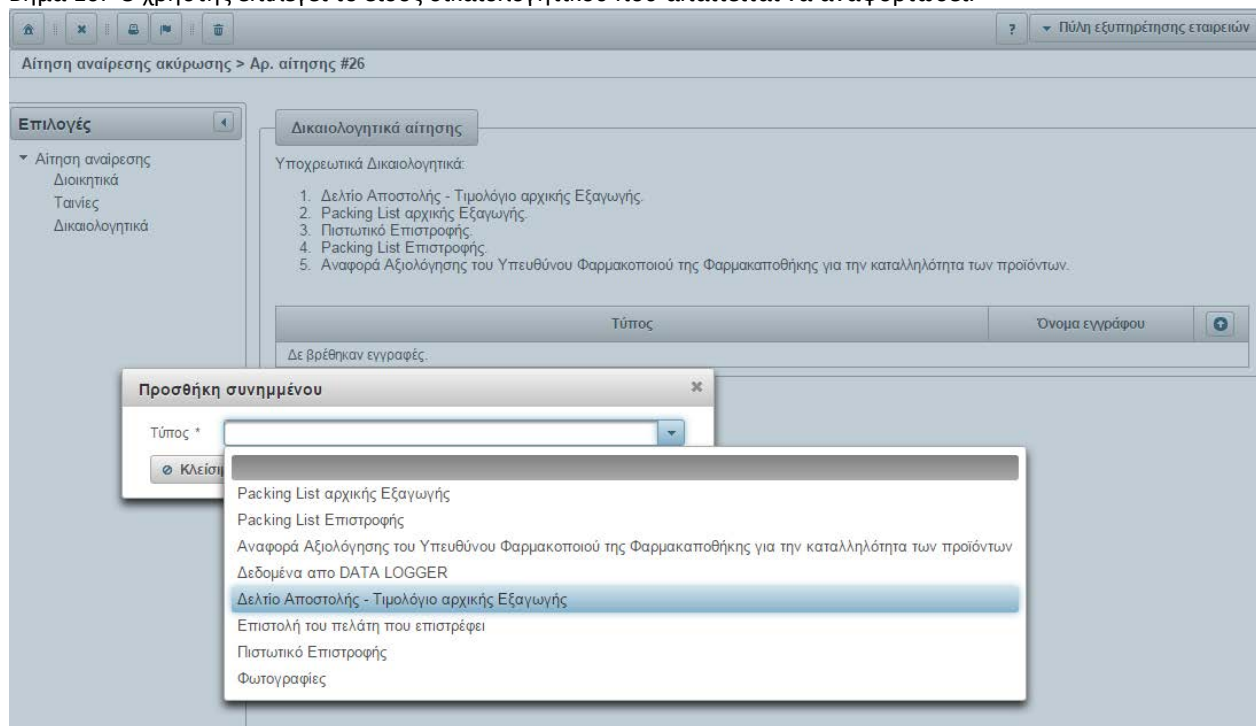 ? Πύλη εξυπηρέτησης εταιρειών
Αίτηση αναίρεσης ακύρωσης > Αρ. αίτησης #26
Επιλογές
Αίτηση αναίρεσης
Διοικητικά
Ταινίες
Δικαιολογητικά
Δικαιολογητικά αίτησης
Υποχρεωτικά Δικαιολογητικά:
1. Δελτίο Αποστολής - Τιμολόγιο αρχικής Εξαγωγής.
2. Packing List αρχικής Εξαγωγής.
3. Πιστωτικό Επιστροφής.
4. Packing List Επιστροφής.
5. Αναφορά Αξιολόγησης του Υπευθύνου Φαρμακοποιού της Φαρμακαποθήκης για την καταλληλότητα των προϊόντων.
Τύπος Όνομα εγγράφου
Δε βρέθηκαν εγγραφές.
Προσθήκη συνημμένου
Τύπος *
Packing List αρχικής Εξαγωγής
Packing List Επιστροφής
Αναφορά Αξιολόγησης του Υπευθύνου Φαρμακοποιού της Φαρμακαποθήκης για την καταλληλότητα των προϊόντων
Δεδομένα απο DATA LOGGER
Δελτίο Αποστολής - Τιμολόγιο αρχικής Εξαγωγής
Επιστολή του πελάτη που επιστρέφει
Πιστωτικό Επιστροφής
Φωτογραφίες